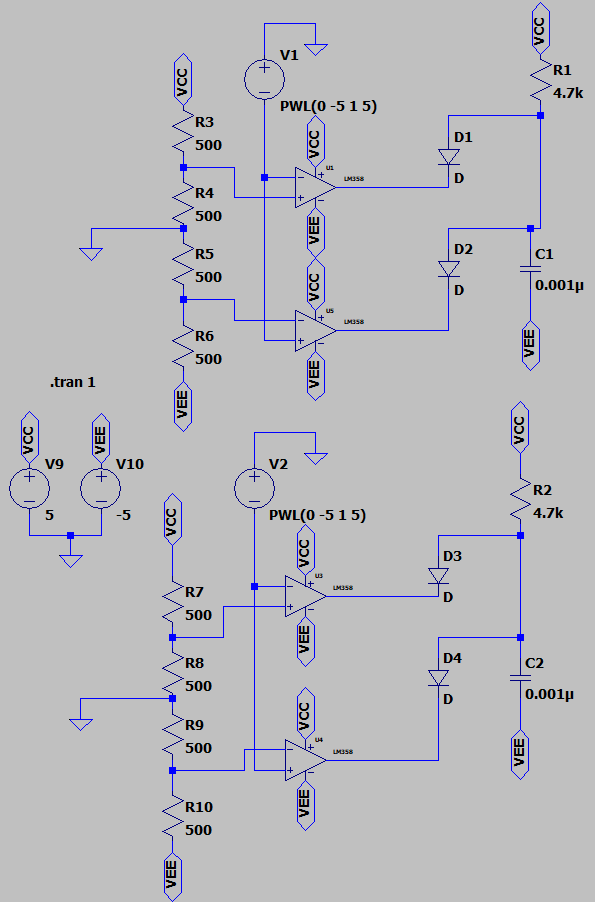 VCC
R1
4.7k
V1
PWL(0 -5 1 5)
VCC
R3
500
VCC
U1
LM358
VEE
D1
D
R4
500
R5
500
VCC
U5
LM358
VEE
D2
D
C1
0.001µ
VEE
R6
500
VEE
.tran 1
VCC
V9
5
VEE
V10
-5
V2
PWL(0 -5 1 5)
VCC
R2
4.7k
VCC
R7
500
VCC
U3
LM358
VEE
D3
D
R8
500
R9
500
VCC
U4
LM358
VEE
D4
D
C2
0.001µ
VEE
R10
500
VEE